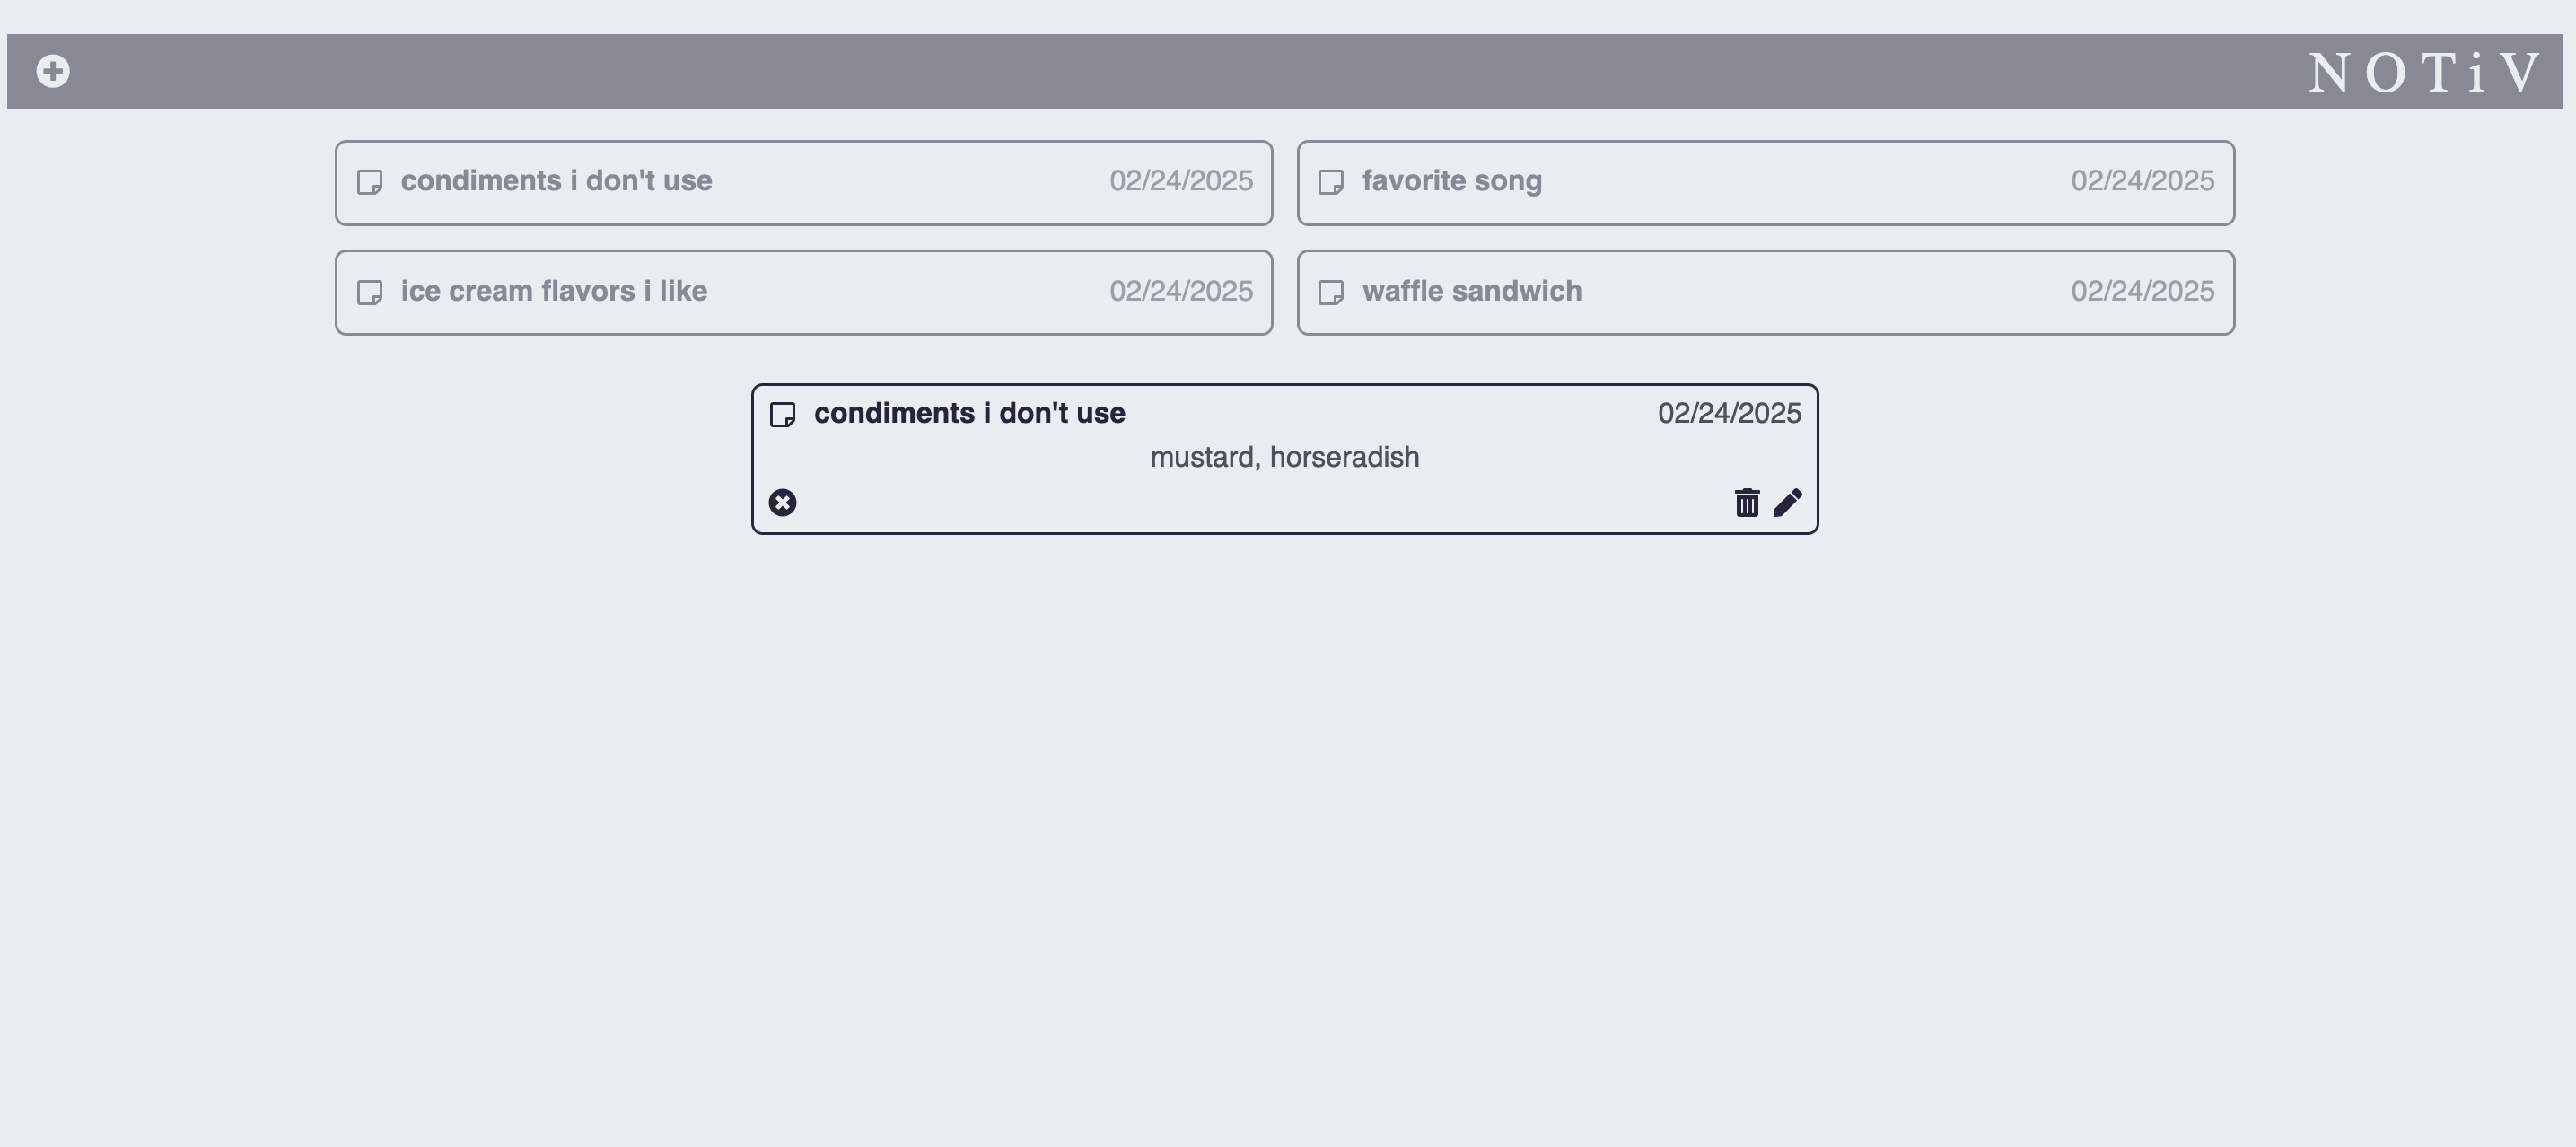 NOTiV
condiments i don't use 02/24/2025
favorite song 02/24/2025
ice cream flavors i like 02/24/2025
waffle sandwich 02/24/2025
condiments i don't use 02/24/2025
mustard, horseradish